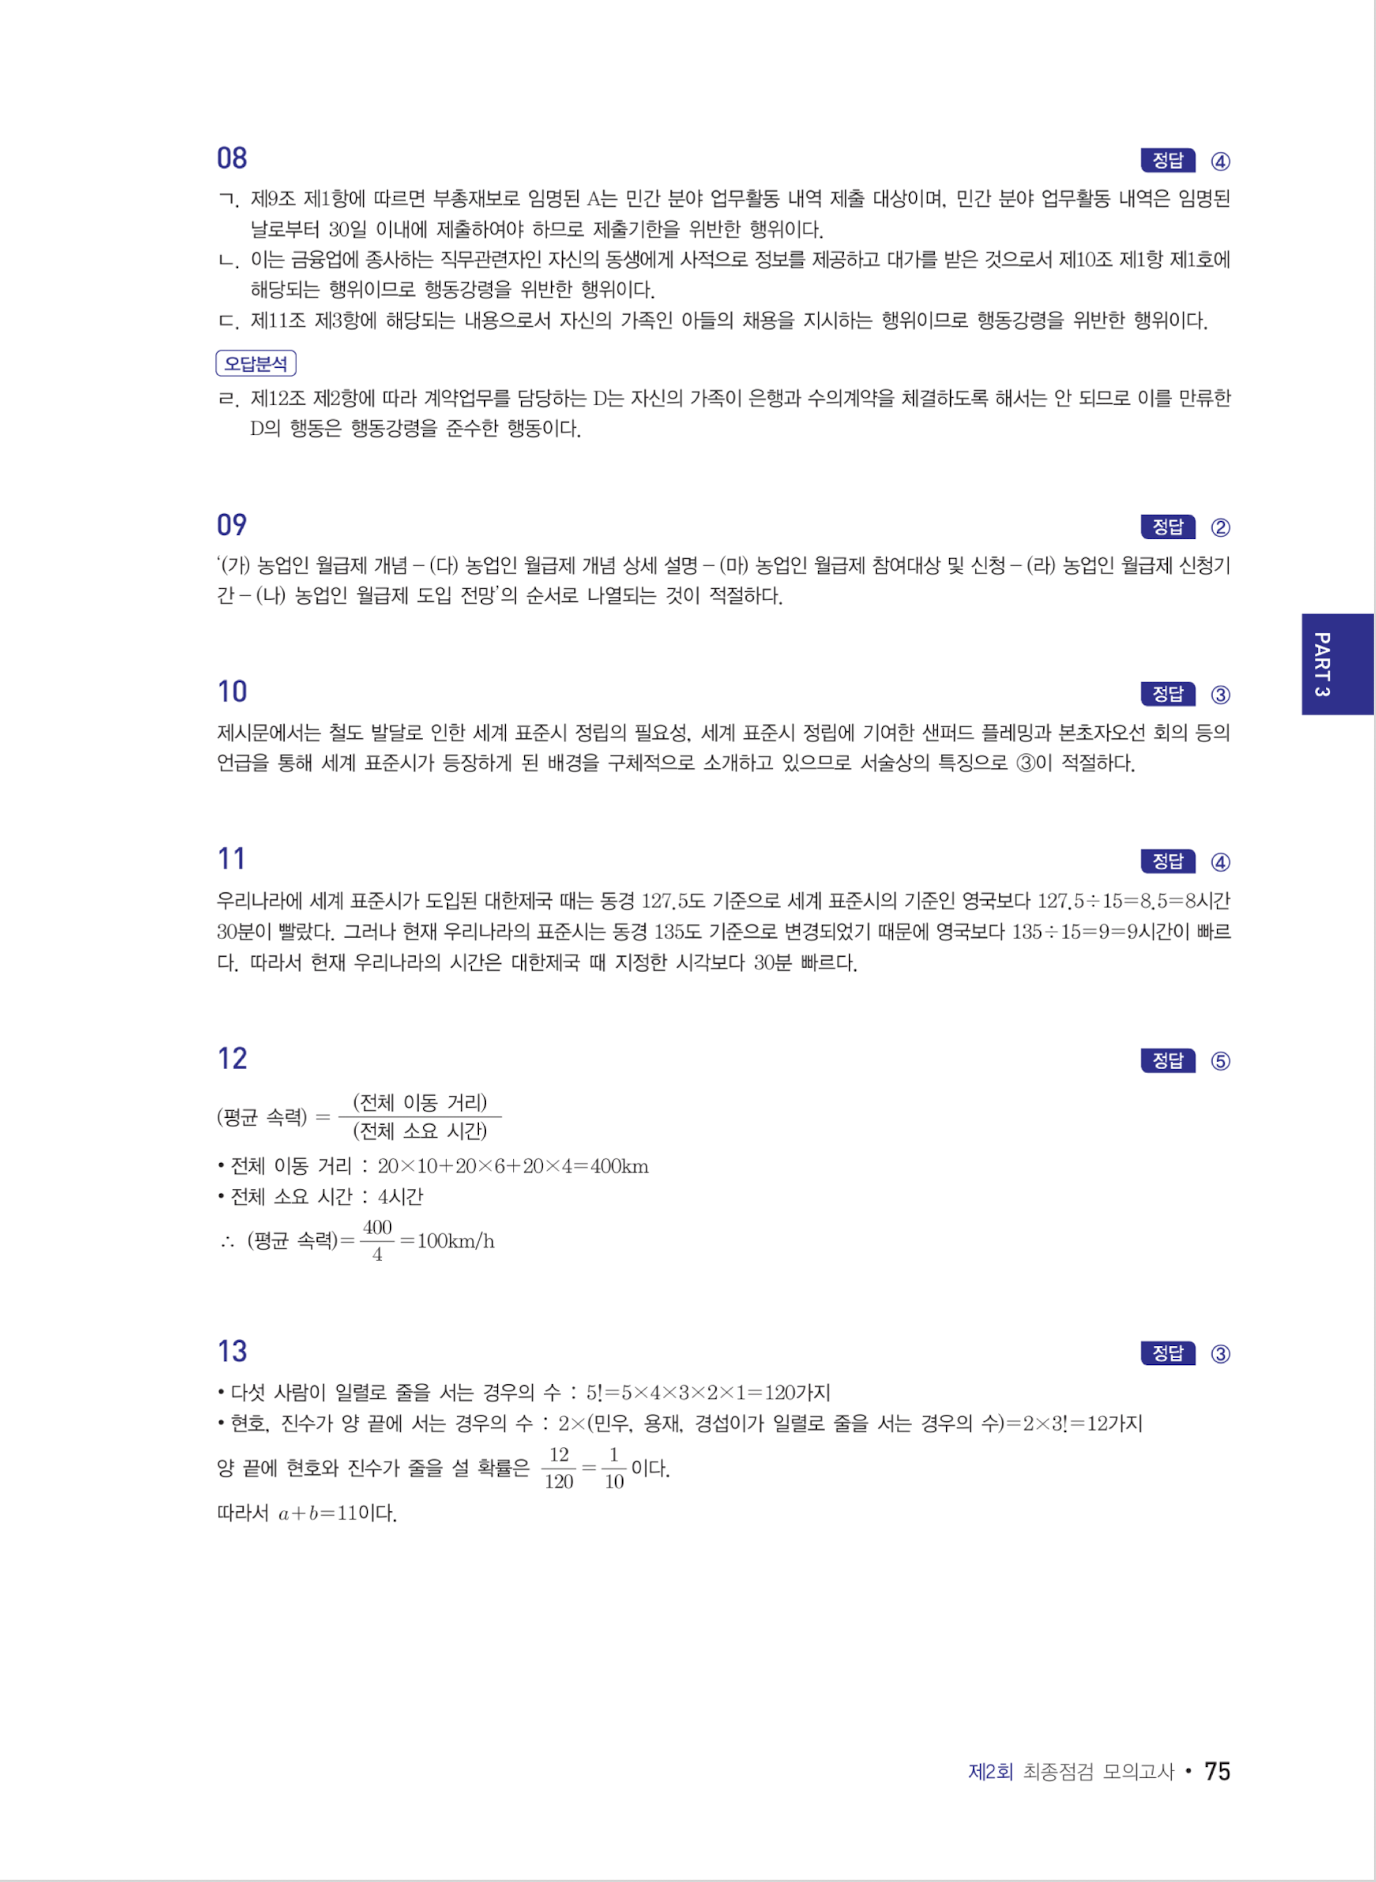 08
정답 ④
ㄱ. 제9조 제1항에 따르면 부총재보로 임명된 A는 민간 분야 업무활동 내역 제출 대상이며, 민간 분야 업무활동 내역은 임명된
날로부터 30일 이내에 제출하여야 하므로 제출기한을 위반한 행위이다.
ㄴ. 이는 금융업에 종사하는 직무관련자인 자신의 동생에게 사적으로 정보를 제공하고 대가를 받은 것으로서 제10조 제1항 제1호에
해당되는 행위이므로 행동강령을 위반한 행위이다.
ㄷ. 제11조 제3항에 해당되는 내용으로서 자신의 가족인 아들의 채용을 지시하는 행위이므로 행동강령을 위반한 행위이다.
오답분석
ㄹ. 제12조 제2항에 따라 계약업무를 담당하는 D는 자신의 가족이 은행과 수의계약을 체결하도록 해서는 안 되므로 이를 만류한
D의 행동은 행동강령을 준수한 행동이다.
09
정답 ②
‘(가) 농업인 월급제 개념 – (다) 농업인 월급제 개념 상세 설명 – (마) 농업인 월급제 참여대상 및 신청 – (라) 농업인 월급제 신청기
간 – (나) 농업인 월급제 도입 전망’의 순서로 나열되는 것이 적절하다.
PART 3
10
정답 ③
제시문에서는 철도 발달로 인한 세계 표준시 정립의 필요성, 세계 표준시 정립에 기여한 샌퍼드 플레밍과 본초자오선 회의 등의
언급을 통해 세계 표준시가 등장하게 된 배경을 구체적으로 소개하고 있으므로 서술상의 특징으로 ③이 적절하다.
11
정답 ④
우리나라에 세계 표준시가 도입된 대한제국 때는 동경 127.5도 기준으로 세계 표준시의 기준인 영국보다 127.5÷15=8.5=8시간
30분이 빨랐다. 그러나 현재 우리나라의 표준시는 동경 135도 기준으로 변경되었기 때문에 영국보다 135÷15=9=9시간이 빠르
다. 따라서 현재 우리나라의 시간은 대한제국 때 지정한 시각보다 30분 빠르다.
12
정답 ⑤
(평균 속력) = (전체 이동 거리)
(전체 소요 시간)
• 전체 이동 거리 : 20×10+20×6+20×4=400km
• 전체 소요 시간 : 4시간
∴ (평균 속력)=400/4=100km/h
13
정답 ③
• 다섯 사람이 일렬로 줄을 서는 경우의 수 : 5!=5×4×3×2×1=120가지
• 현호, 진수가 양 끝에 서는 경우의 수 : 2×(민우, 용재, 경섭이가 일렬로 줄을 서는 경우의 수)=2×3!=12가지
양 끝에 현호와 진수가 줄을 설 확률은 12/120=1/10이다.
따라서 a+b=11이다.
제2회 최종점검 모의고사 • 75